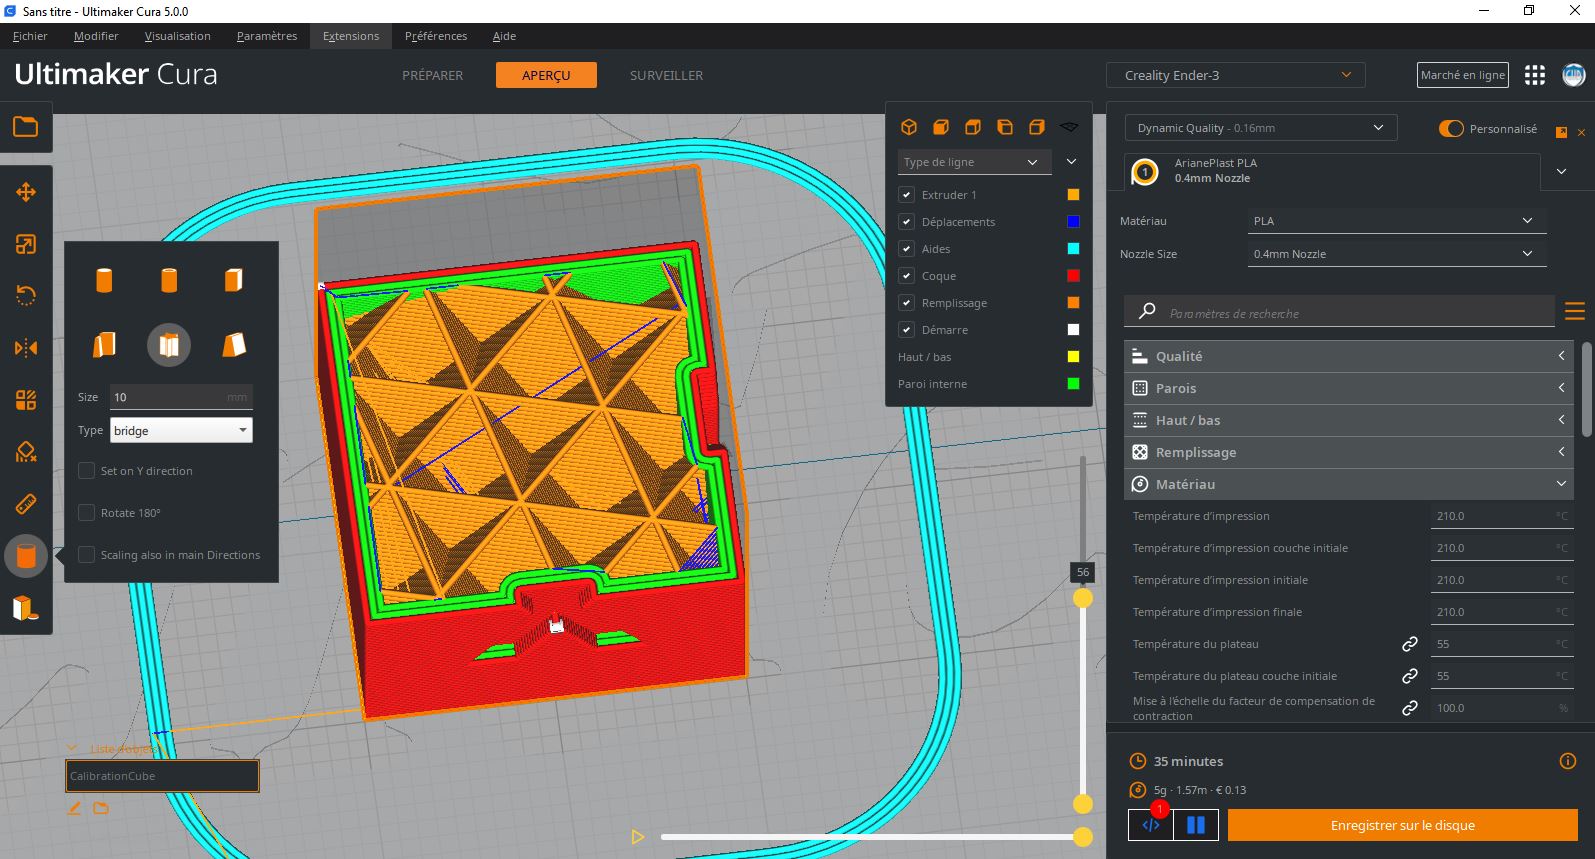 Sans titre - Ultimaker Cura 5.0.0
Fichier Modifier Visualisation Paramètres Extensions Préférences Aide
Ultimaker Cura
PRÉPARER APERÇU SURVEILLER
Creality Ender-3
Marché en ligne
Type de ligne
Extruder 1
Déplacements
Aides
Coque
Remplissage
Démarre
Haut / bas
Paroi interne
Dynamic Quality - 0.16mm
Personnalisé
1
ArianePlast PLA
0.4mm Nozzle
Matériau PLA
Nozzle Size 0.4mm Nozzle
Paramètres de recherche
Qualité
Parois
Haut / bas
Remplissage
Matériau
Température d'impression 210.0 °C
Température d'impression couche initiale 210.0 °C
Température d'impression initiale 210.0 °C
Température d'impression finale 210.0 °C
Température du plateau 55 °C
Température du plateau couche initiale 55 °C
Mise à l'échelle du facteur de compensation de
contraction 100.0 %
Size 10 mm
Type bridge
Set on Y direction
Rotate 180°
Scaling also in main Directions
56
Liste d'objets
CalibrationCube
35 minutes
5g · 1.57m · € 0.13
1
Enregistrer sur le disque